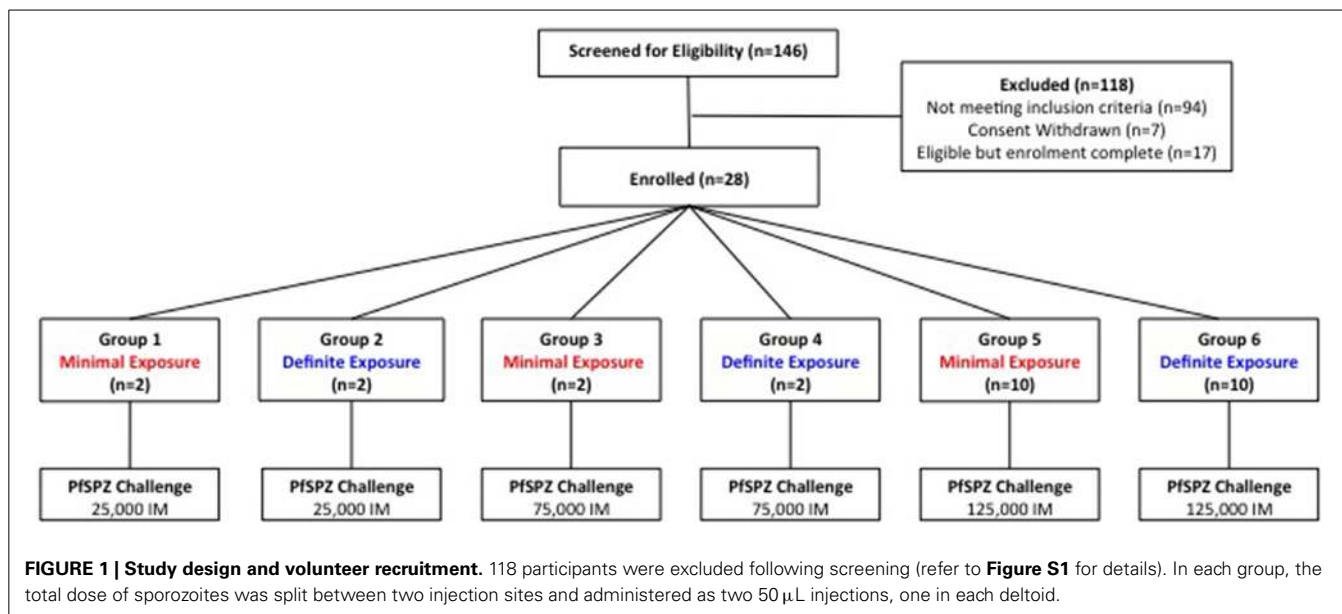 Screened for Eligibility (n=146)
Excluded (n=118)
Not meeting inclusion criteria (n=94)
Consent Withdrawn (n=7)
Eligible but enrolment complete (n=17)
Enrolled (n=28)
Group 1
Minimal Exposure
(n=2)
Group 2
Definite Exposure
(n=2)
Group 3
Minimal Exposure
(n=2)
Group 4
Definite Exposure
(n=2)
Group 5
Minimal Exposure
(n=10)
Group 6
Definite Exposure
(n=10)
PfSPZ Challenge
25,000 IM
PfSPZ Challenge
25,000 IM
PfSPZ Challenge
75,000 IM
PfSPZ Challenge
75,000 IM
PfSPZ Challenge
125,000 IM
PfSPZ Challenge
125,000 IM
FIGURE 1 | Study design and volunteer recruitment. 118 participants were excluded following screening (refer to Figure S1 for details). In each group, the
total dose of sporozoites was split between two injection sites and administered as two 50 μL injections, one in each deltoid.